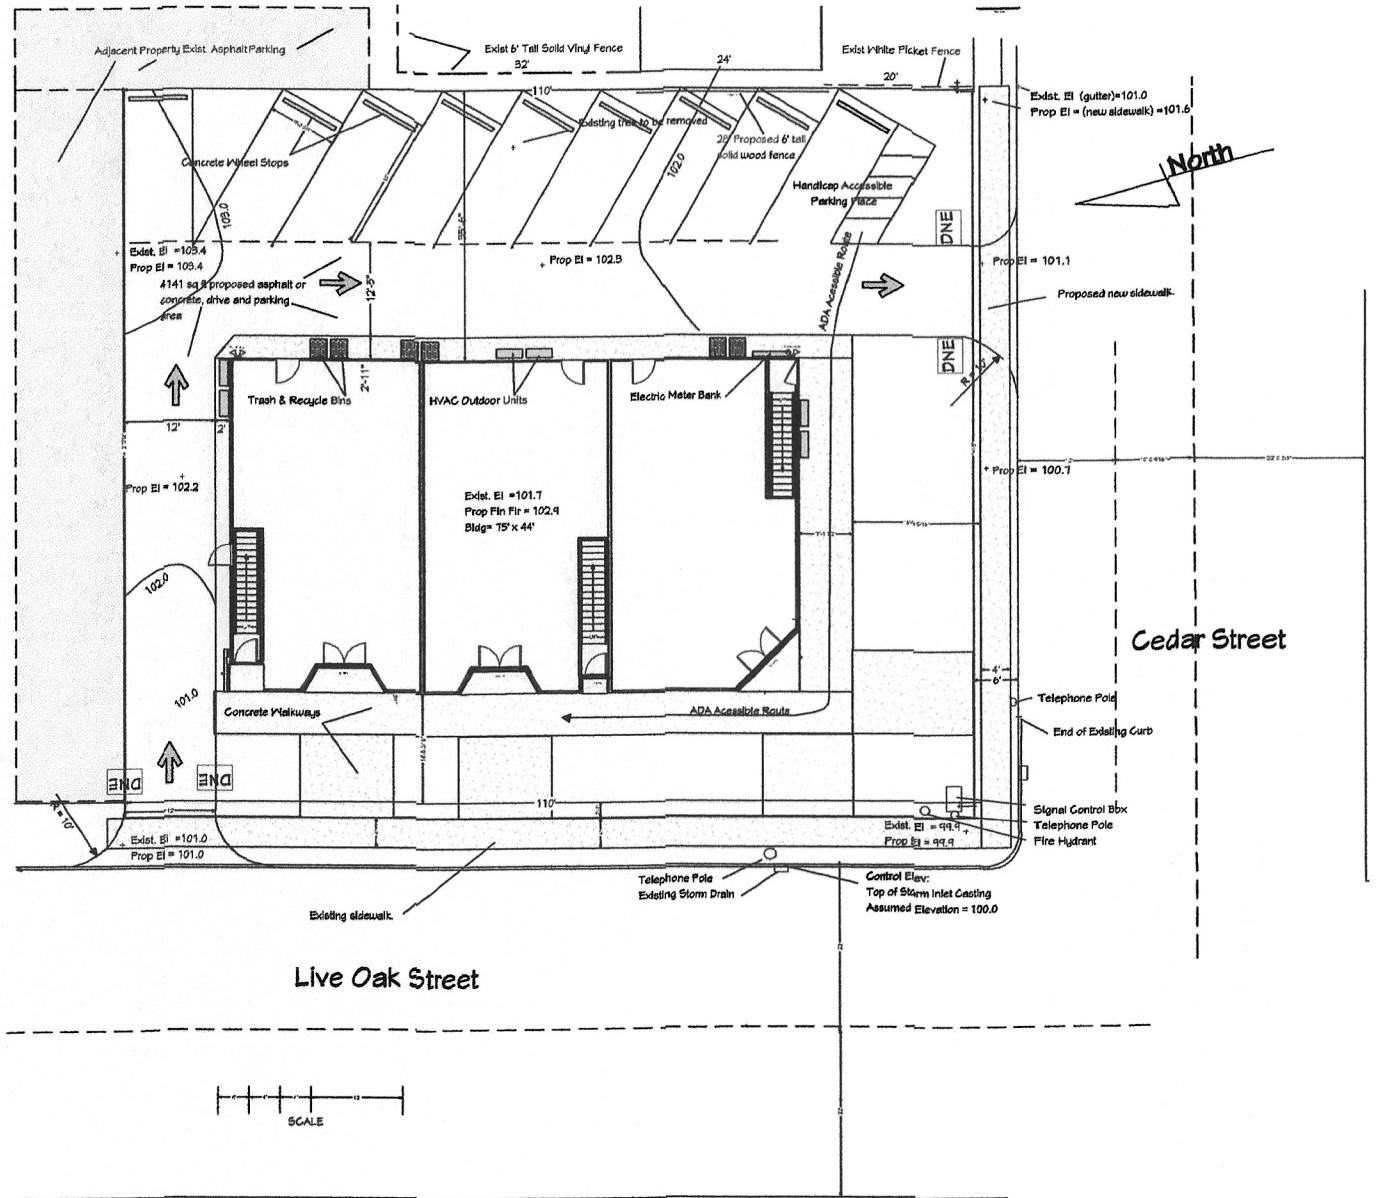 Adjacent Property Exist. Asphalt Parking
Exist 6' Tall Solid Vinyl Fence
32'
24'
Exist White Picket Fence
20'
110'
Exist. El (gutter)=101.0
Prop El = (new sidewalk) =101.6
Existing tree to be removed
Concrete Wheel Stops
28' Proposed 6' tall
solid wood fence
102.0
North
Handicap Accessible
Parking Place
103.0
DNE
Exist. El =103.4
Prop El = 103.4
Prop El = 102.3
Prop El = 101.1
4141 sq ft proposed asphalt or
concrete, drive and parking
area
12'-5"
35'-6"
ADA Acessible Route
Proposed new sidewalk.
DNE
R = 10'
2'-11"
Trash & Recycle Bins
HVAC Outdoor Units
Electric Meter Bank
12'
2'
Prop El = 100.7
Prop El = 102.2
Exist. El =101.7
Prop Fin Flr = 102.9
Bldg= 75' x 44'
102.0
Cedar Street
4'
6'
101.0
Telephone Pole
Concrete Walkways
ADA Acessible Route
End of Existing Curb
DNE
DNE
110'
12'
R = 10'
Signal Control Box
Telephone Pole
Fire Hydrant
Exist. El =101.0
Prop El = 101.0
Exist. El = 99.9
Prop El = 99.9
Telephone Pole
Existing Storm Drain
Control Elev:
Top of Storm Inlet Casting
Assumed Elevation = 100.0
Existing sidewalk.
Live Oak Street
SCALE